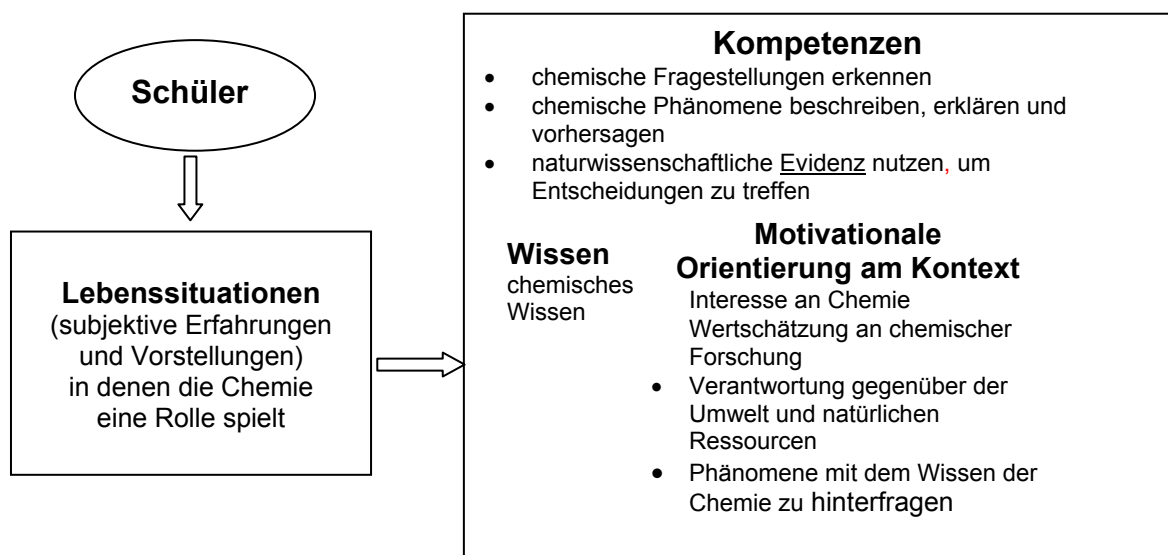 Schüler
Lebenssituationen
(subjektive Erfahrungen
und Vorstellungen)
in denen die Chemie
eine Rolle spielt
Kompetenzen
• chemische Fragestellungen erkennen
• chemische Phänomene beschreiben, erklären und
vorhersagen
• naturwissenschaftliche Evidenz nutzen, um
Entscheidungen zu treffen
Wissen
chemisches
Wissen
Motivationale
Orientierung am Kontext
Interesse an Chemie
Wertschätzung an chemischer
Forschung
• Verantwortung gegenüber der
Umwelt und natürlichen
Ressourcen
• Phänomene mit dem Wissen der
Chemie zu hinterfragen